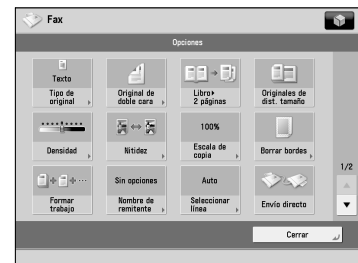 Fax
Opciones
Texto
Tipo de
original
Original de
doble cara
Libro
2 páginas
Originales de
dist. tamaño
Densidad
Nitidez
100%
Escala de
copia
Borrar bordes
1/2
Formar
trabajo
Sin opciones
Nombre de
remitente
Auto
Seleccionar
línea
Envío directo
Cerrar